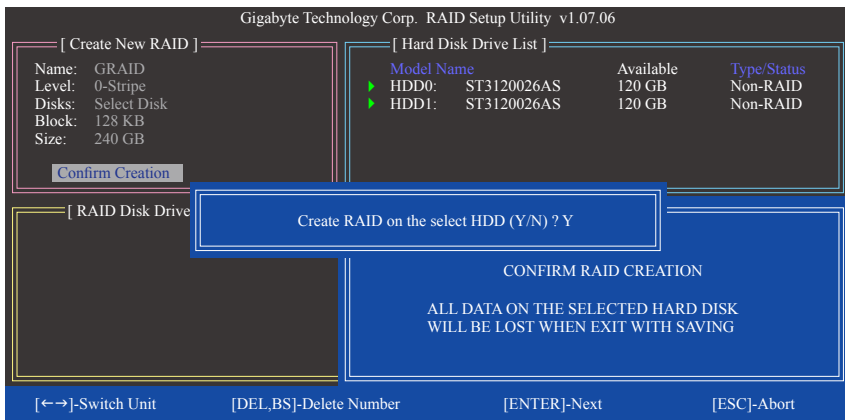 Gigabyte Technology Corp. RAID Setup Utility v1.07.06
[ Create New RAID ]
Name: GRAID
Level: 0-Stripe
Disks: Select Disk
Block: 128 KB
Size: 240 GB
Confirm Creation
[ Hard Disk Drive List ]
Model Name Available Type/Status
HDD0: ST3120026AS 120 GB Non-RAID
HDD1: ST3120026AS 120 GB Non-RAID
[ RAID Disk Drive
Create RAID on the select HDD (Y/N) ? Y
CONFIRM RAID CREATION
ALL DATA ON THE SELECTED HARD DISK
WILL BE LOST WHEN EXIT WITH SAVING
[←→]-Switch Unit [DEL,BS]-Delete Number [ENTER]-Next [ESC]-Abort